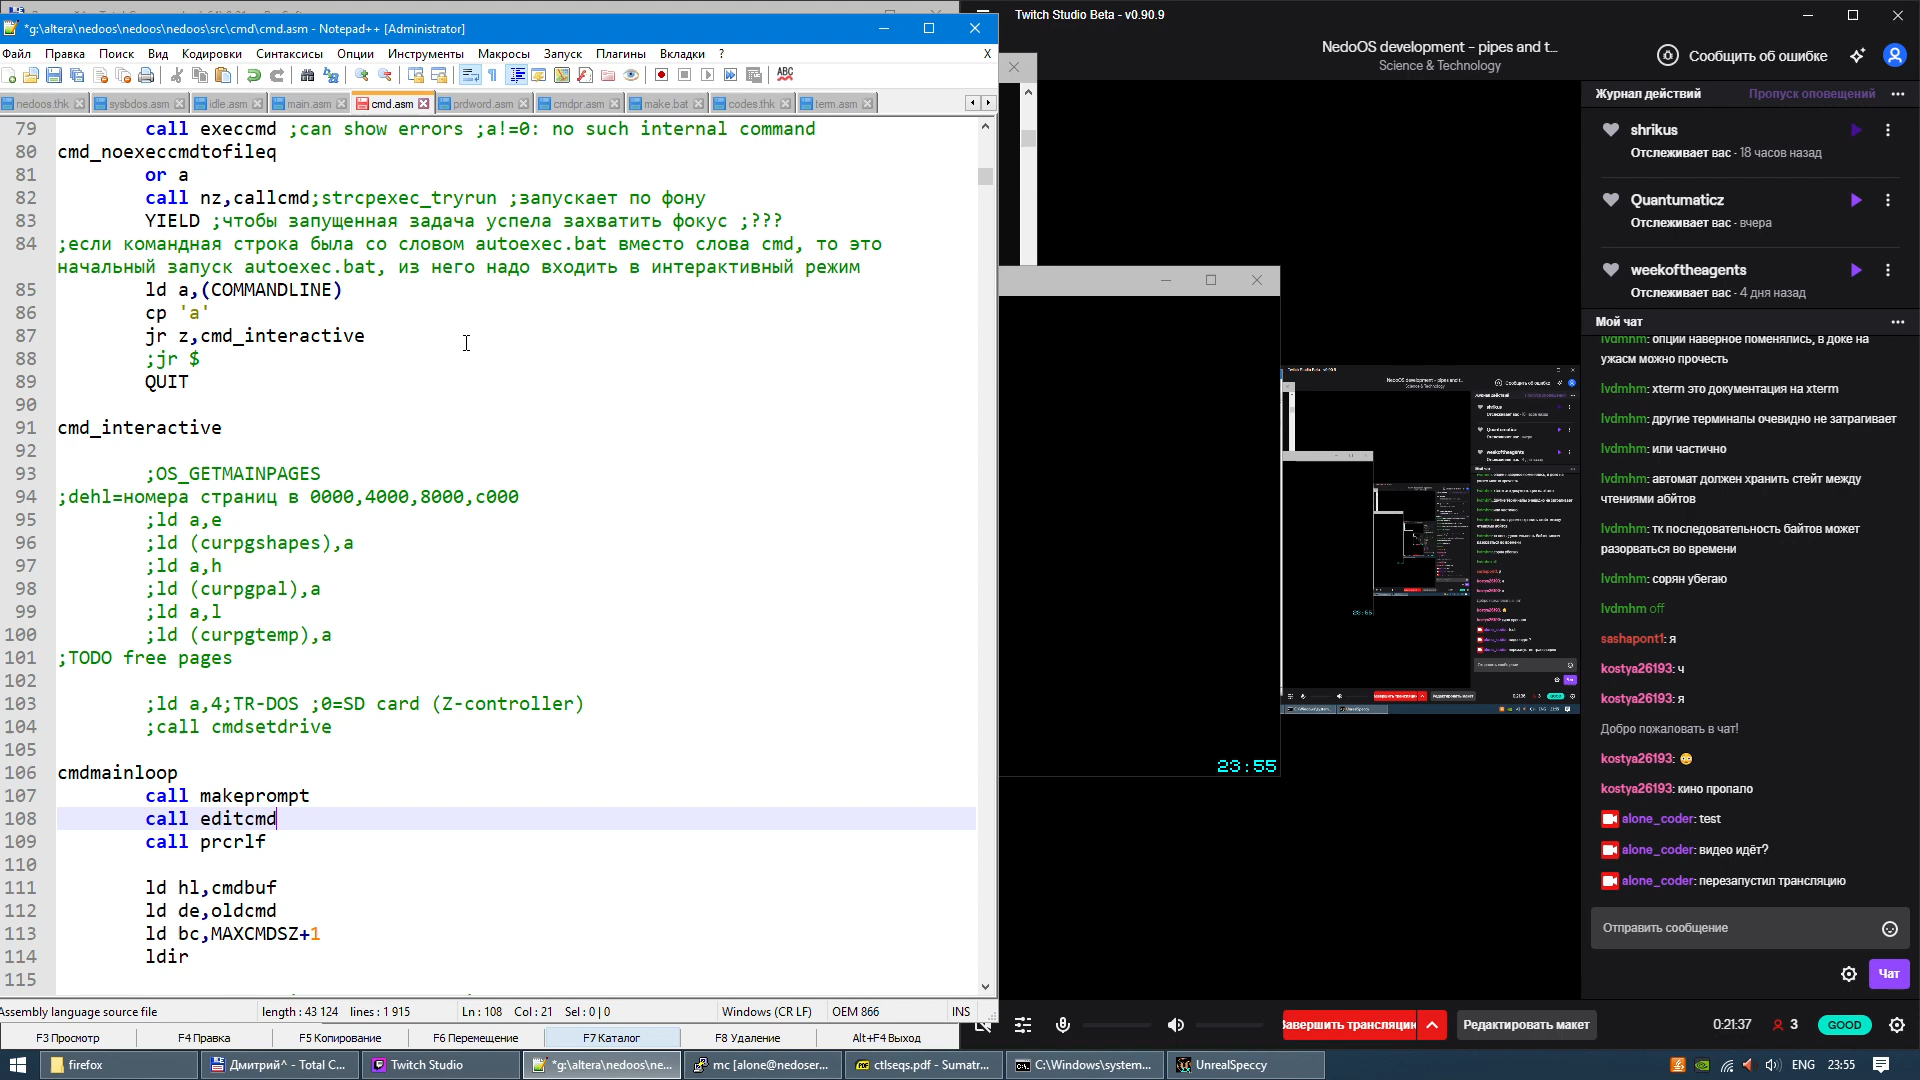 *g:\altera\nedoos\nedoos\nedoos\src\cmd\cmd.asm - Notepad++ [Administrator]
Файл Правка Поиск Вид Кодировки Синтаксис Опции Инструменты Макросы Запуск Плагины Вкладки ? X
nedoos.thk sysbdos.asm idle.asm main.asm cmd.asm prdword.asm cmdpr.asm make.bat codes.thk term.asm
79 call execcmd ;can show errors ;a!=0: no such internal command
80 cmd_noexeccmdtofileq
81 or a
82 call nz,callcmd;strcpexec_tryrun ;запускает по фону
83 YIELD ;чтобы запущенная задача успела захватить фокус ;???
84 ;если командная строка была со словом autoexec.bat вместо слова cmd, то это
начальный запуск autoexec.bat, из него надо входить в интерактивный режим
85 ld a,(COMMANDLINE)
86 cp 'a'
87 jr z,cmd_interactive
88 ;jr $
89 QUIT
90
91 cmd_interactive
92
93 ;OS_GETMAINPAGES
94 ;dehl=номера страниц в 0000,4000,8000,c000
95 ;ld a,e
96 ;ld (curpgshapes),a
97 ;ld a,h
98 ;ld (curpgpal),a
99 ;ld a,l
100 ;ld (curpgtemp),a
101 ;TODO free pages
102
103 ;ld a,4;TR-DOS ;0=SD card (Z-controller)
104 ;call cmdsetdrive
105
106 cmdmainloop
107 call makeprompt
108 call editcmd
109 call prcrlf
110
111 ld hl,cmdbuf
112 ld de,oldcmd
113 ld bc,MAXCMDSZ+1
114 ldir
115
Assembly language source file length : 43 124 lines : 1 915 Ln : 108 Col : 21 Sel : 0 | 0 Windows (CR LF) OEM 866 INS
F3 Просмотр F4 Правка F5 Копирование F6 Перемещение F7 Каталог F8 Удаление Alt+F4 Выход
23:55
Twitch Studio Beta - v0.90.9
NedoOS development - pipes and t...
Science & Technology
Сообщить об ошибке
Журнал действий Пропуск оповещений
shrikus
Отслеживает вас - 18 часов назад
Quantumaticz
Отслеживает вас - вчера
weekoftheagents
Отслеживает вас - 4 дня назад
Мой чат
lvdmhm: опции наверное поменялись, в доке на
ужасм можно прочесть
lvdmhm: xterm это документация на xterm
lvdmhm: другие терминалы очевидно не затрагивает
lvdmhm: или частично
lvdmhm: автомат должен хранить стейт между
чтениями абйтов
lvdmhm: тк последовательность байтов может
разорваться во времени
lvdmhm: сорян убегаю
lvdmhm off
sashapont1: я
kostya26193: ч
kostya26193: я
Добро пожаловать в чат!
kostya26193: 😳
kostya26193: кино пропало
alone_coder: test
alone_coder: видео идёт?
alone_coder: перезапустил трансляцию
Отправить сообщение
Чат
Завершить трансляцию Редактировать макет 0:21:37 3 GOOD
firefox Дмитрий^ - Total C... Twitch Studio *g:\altera\nedoos\ne... mc [alone@nedoser... ctlseqs.pdf - Sumatr... C:\Windows\system... UnrealSpeccy ENG 23:55